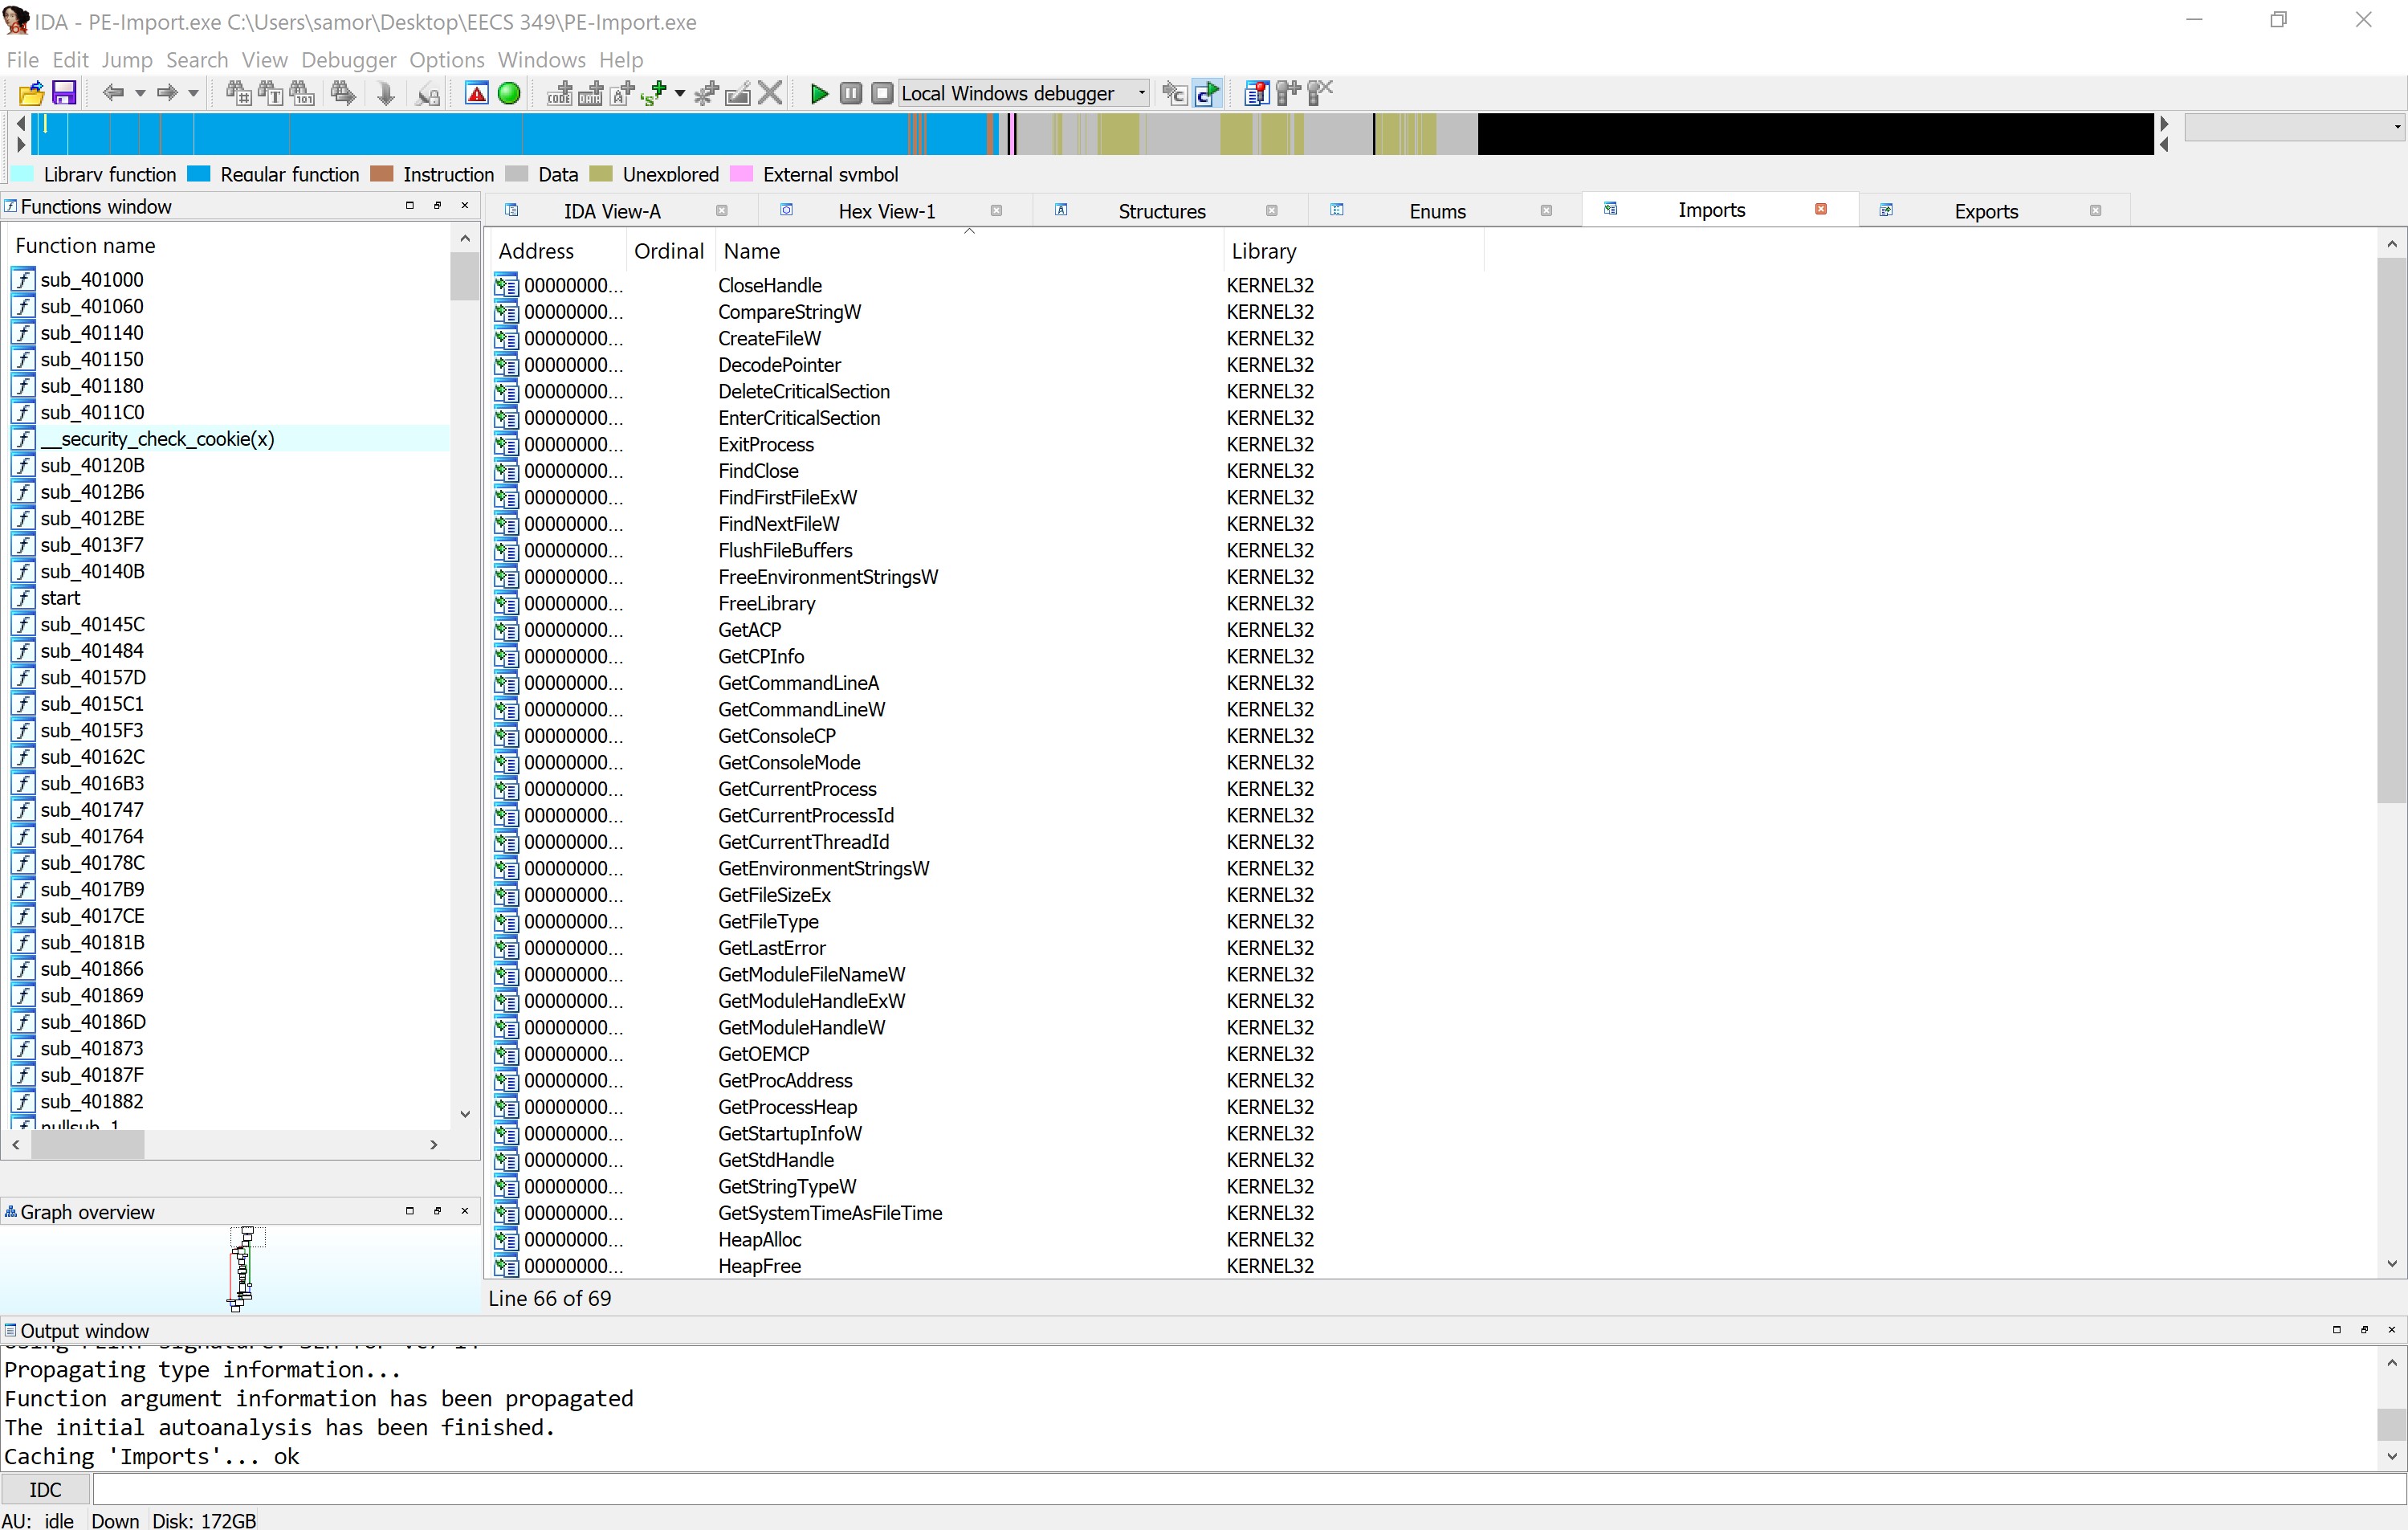 IDA - PE-Import.exe C:\Users\samor\Desktop\EECS 349\PE-Import.exe
File Edit Jump Search View Debugger Options Windows Help
Local Windows debugger
Library function Regular function Instruction Data Unexplored External symbol
Functions window
IDA View-A Hex View-1 Structures Enums Imports Exports
Function name
sub_401000
sub_401060
sub_401140
sub_401150
sub_401180
sub_4011C0
__security_check_cookie(x)
sub_40120B
sub_4012B6
sub_4012BE
sub_4013F7
sub_40140B
start
sub_40145C
sub_401484
sub_40157D
sub_4015C1
sub_4015F3
sub_40162C
sub_4016B3
sub_401747
sub_401764
sub_40178C
sub_4017B9
sub_4017CE
sub_40181B
sub_401866
sub_401869
sub_40186D
sub_401873
sub_40187F
sub_401882
nullsub_1
Graph overview
Address Ordinal Name Library
00000000... CloseHandle KERNEL32
00000000... CompareStringW KERNEL32
00000000... CreateFileW KERNEL32
00000000... DecodePointer KERNEL32
00000000... DeleteCriticalSection KERNEL32
00000000... EnterCriticalSection KERNEL32
00000000... ExitProcess KERNEL32
00000000... FindClose KERNEL32
00000000... FindFirstFileExW KERNEL32
00000000... FindNextFileW KERNEL32
00000000... FlushFileBuffers KERNEL32
00000000... FreeEnvironmentStringsW KERNEL32
00000000... FreeLibrary KERNEL32
00000000... GetACP KERNEL32
00000000... GetCPInfo KERNEL32
00000000... GetCommandLineA KERNEL32
00000000... GetCommandLineW KERNEL32
00000000... GetConsoleCP KERNEL32
00000000... GetConsoleMode KERNEL32
00000000... GetCurrentProcess KERNEL32
00000000... GetCurrentProcessId KERNEL32
00000000... GetCurrentThreadId KERNEL32
00000000... GetEnvironmentStringsW KERNEL32
00000000... GetFileSizeEx KERNEL32
00000000... GetFileType KERNEL32
00000000... GetLastError KERNEL32
00000000... GetModuleFileNameW KERNEL32
00000000... GetModuleHandleExW KERNEL32
00000000... GetModuleHandleW KERNEL32
00000000... GetOEMCP KERNEL32
00000000... GetProcAddress KERNEL32
00000000... GetProcessHeap KERNEL32
00000000... GetStartupInfoW KERNEL32
00000000... GetStdHandle KERNEL32
00000000... GetStringTypeW KERNEL32
00000000... GetSystemTimeAsFileTime KERNEL32
00000000... HeapAlloc KERNEL32
00000000... HeapFree KERNEL32
Line 66 of 69
Output window
Propagating type information...
Function argument information has been propagated
The initial autoanalysis has been finished.
Caching 'Imports'... ok
IDC
AU: idle Down Disk: 172GB